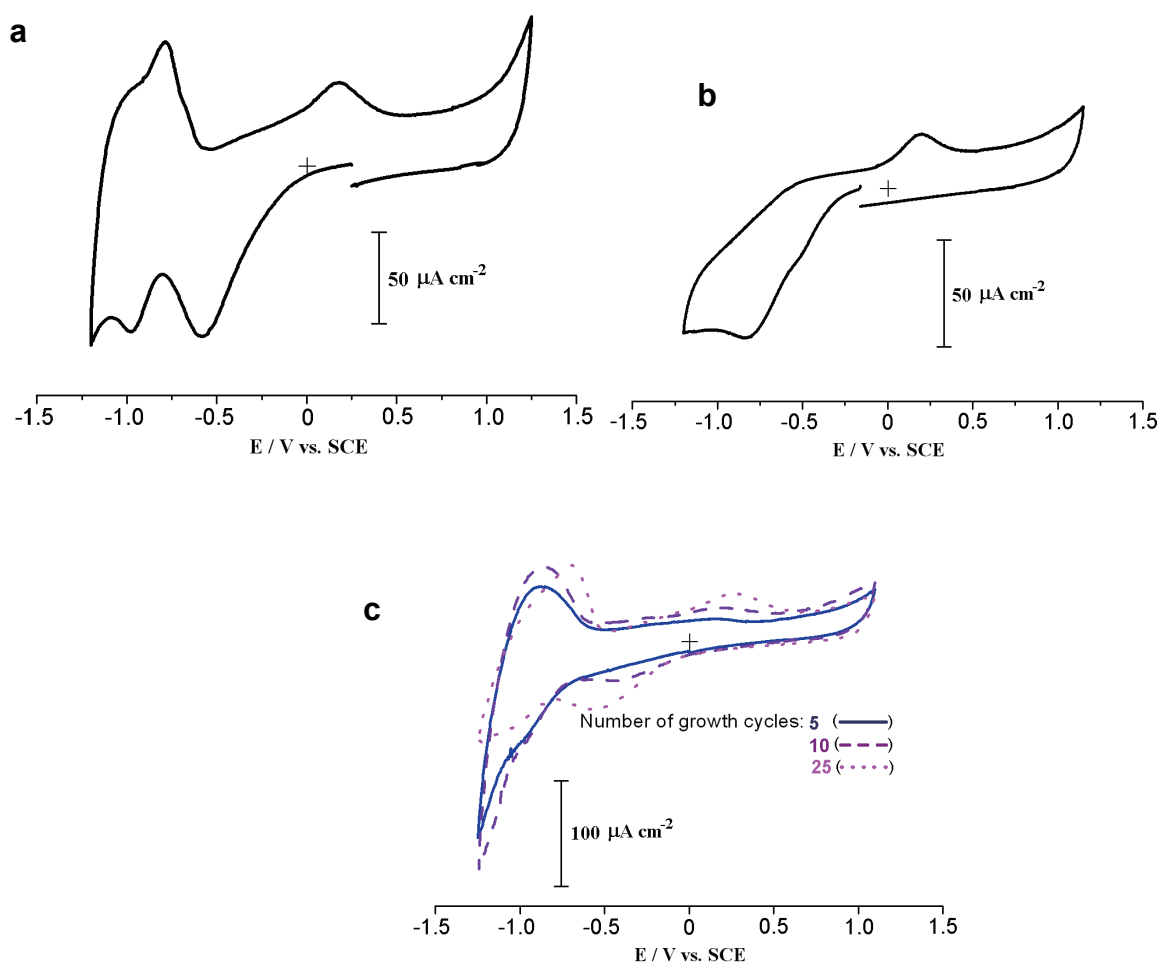 a
50 μA cm-2
-1.5 -1.0 -0.5 0 0.5 1.0 1.5
E / V vs. SCE
b
50 μA cm-2
-1.5 -1.0 -0.5 0 0.5 1.0 1.5
E / V vs. SCE
c
Number of growth cycles: 5 ( )
10 ( )
25 ( )
100 μA cm-2
-1.5 -1.0 -0.5 0 0.5 1.0 1.5
E / V vs. SCE